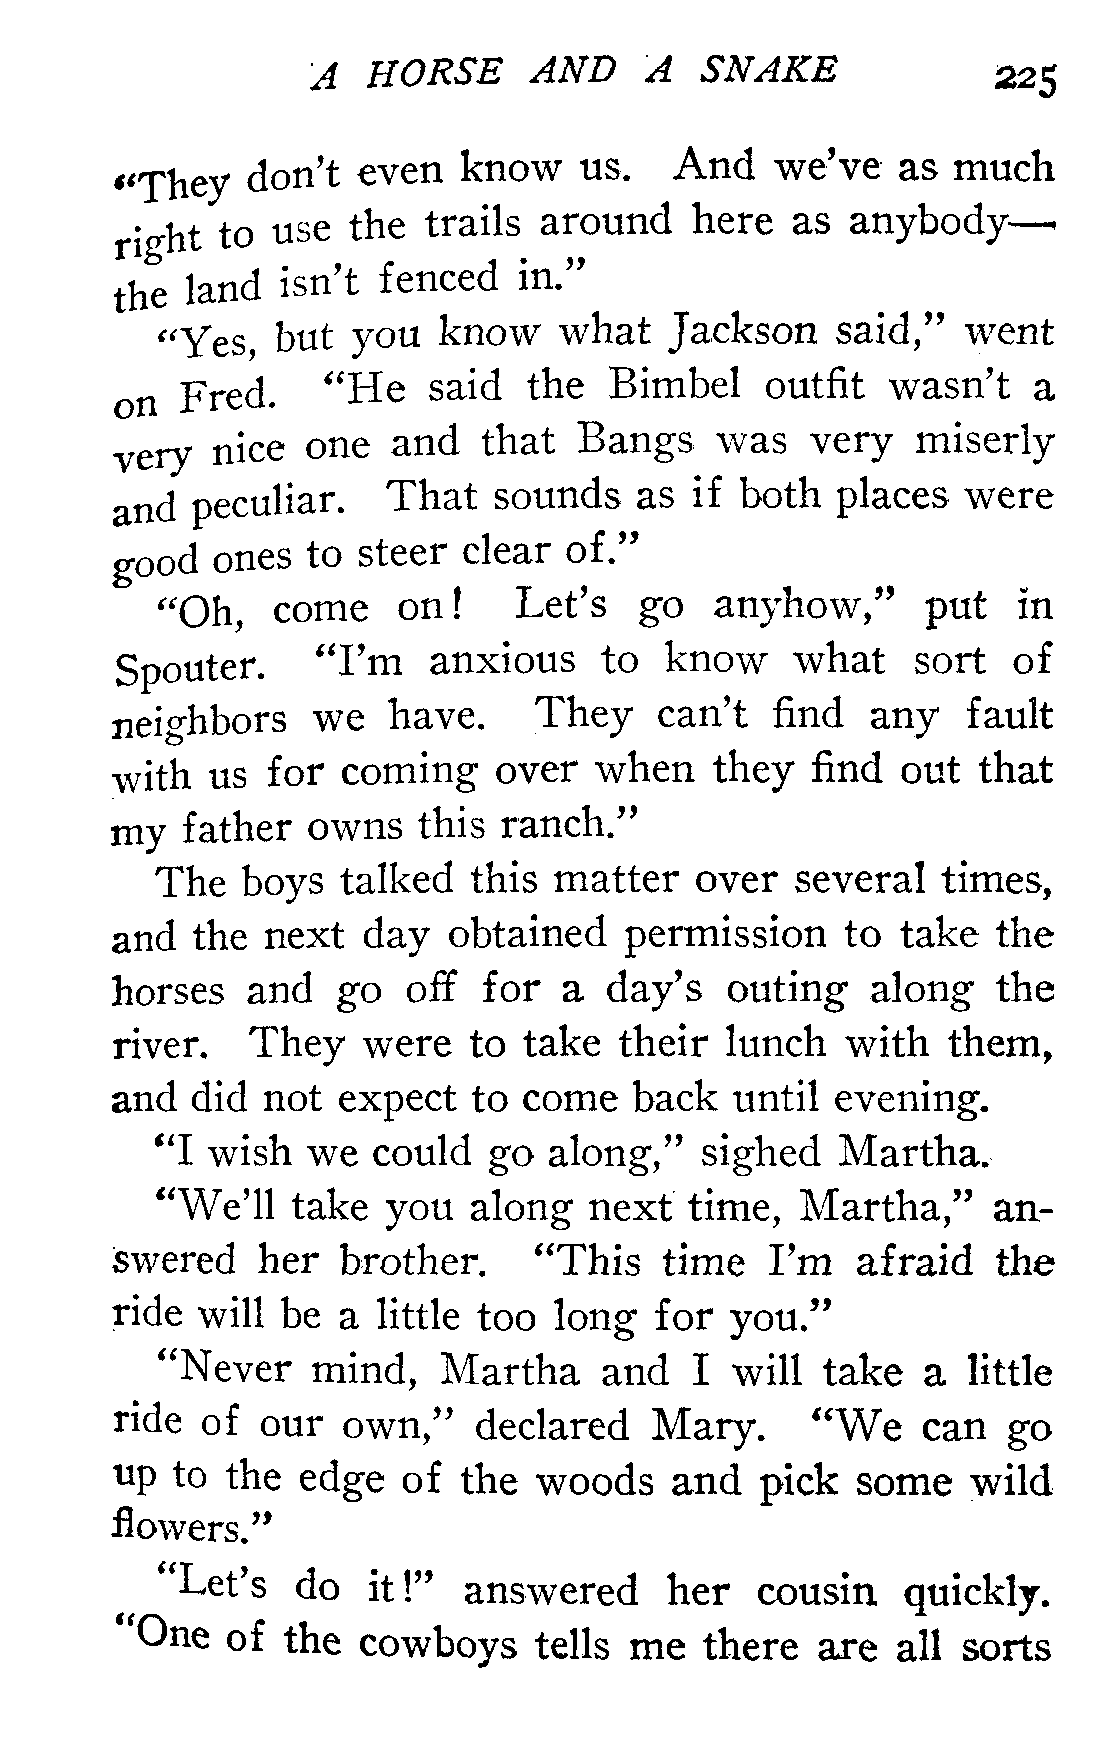 A HORSE AND A SNAKE 225
“They don’t even know us. And we’ve as much
right to use the trails around here as anybody—
the land isn’t fenced in.”
“Yes, but you know what Jackson said,” went
on Fred. “He said the Bimbel outfit wasn’t a
very nice one and that Bangs was very miserly
and peculiar. That sounds as if both places were
good ones to steer clear of.”
“Oh, come on! Let’s go anyhow,” put in
Spouter. “I’m anxious to know what sort of
neighbors we have. They can’t find any fault
with us for coming over when they find out that
my father owns this ranch.”
The boys talked this matter over several times,
and the next day obtained permission to take the
horses and go off for a day’s outing along the
river. They were to take their lunch with them,
and did not expect to come back until evening.
“I wish we could go along,” sighed Martha.
“We’ll take you along next time, Martha,” an-
swered her brother. “This time I’m afraid the
ride will be a little too long for you.”
“Never mind, Martha and I will take a little
ride of our own,” declared Mary. “We can go
up to the edge of the woods and pick some wild
flowers.”
“Let’s do it!” answered her cousin quickly.
“One of the cowboys tells me there are all sorts